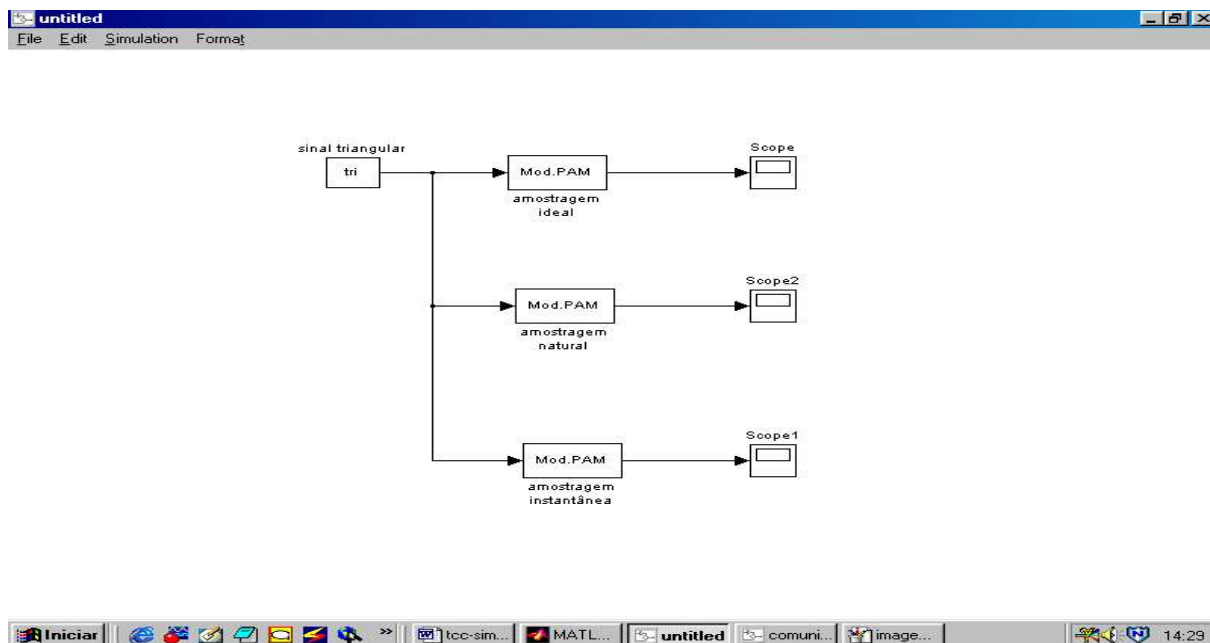 untitled
File Edit Simulation Format
sinal triangular
tri
Mod.PAM
amostragem
ideal
Scope
Mod.PAM
amostragem
natural
Scope2
Mod.PAM
amostragem
instantânea
Scope1
Iniciar » tcc-sim... MATL... untitled comuni... image... 14:29